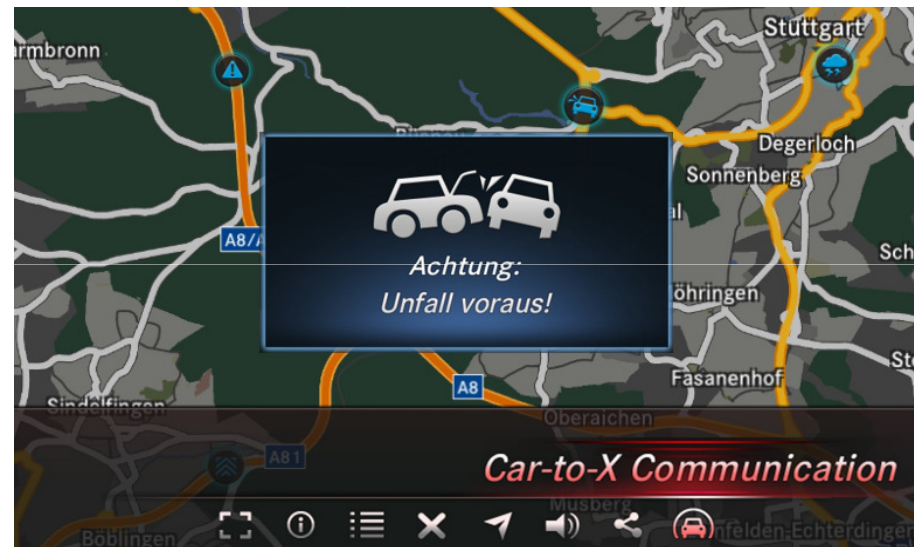 Stuttgart
rmbronn
Degerloch
Sonnenberg
A8/
Achtung:
Unfall voraus!
Sch
öhringen
Fasanenhof
A8
Sindelfingen
Oberaichen
A81
Car-to-X Communication
Musberg
Böblingen
nfelden-Echterdingen